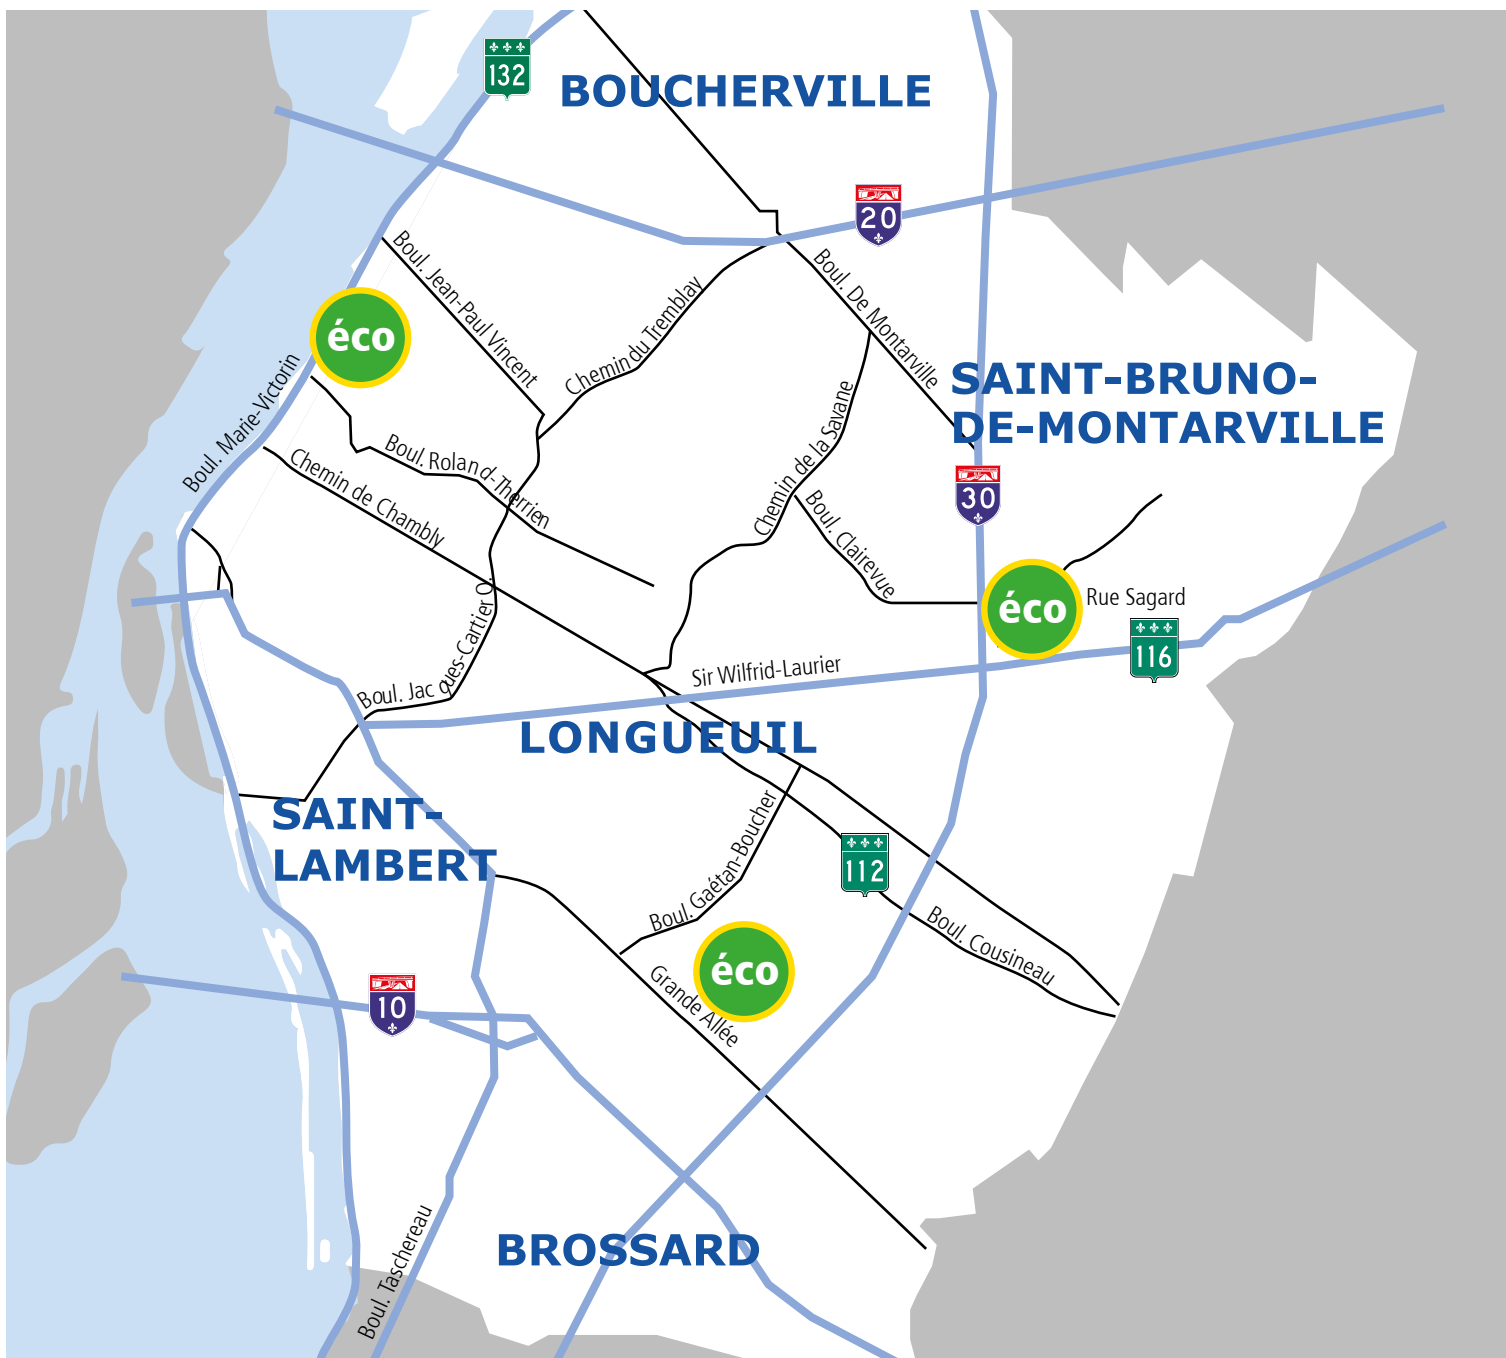 132
BOUCHERVILLE
20
Boul. Jean-Paul Vincent
Boul. De Montarville
Chemin du Tremblay
éco
Boul. Marie-Victorin
SAINT-BRUNO-
DE-MONTARVILLE
Chemin de la Savane
Boul. Roland-Therrien
Chemin de Chambly
30
Boul. Clairevue
éco
Rue Sagard
116
Boul. Jacques-Cartier O.
Sir Wilfrid-Laurier
LONGUEUIL
SAINT-
LAMBERT
Boul. Gaétan-Boucher
112
Boul. Cousineau
éco
Grande Allée
10
Boul. Taschereau
BROSSARD